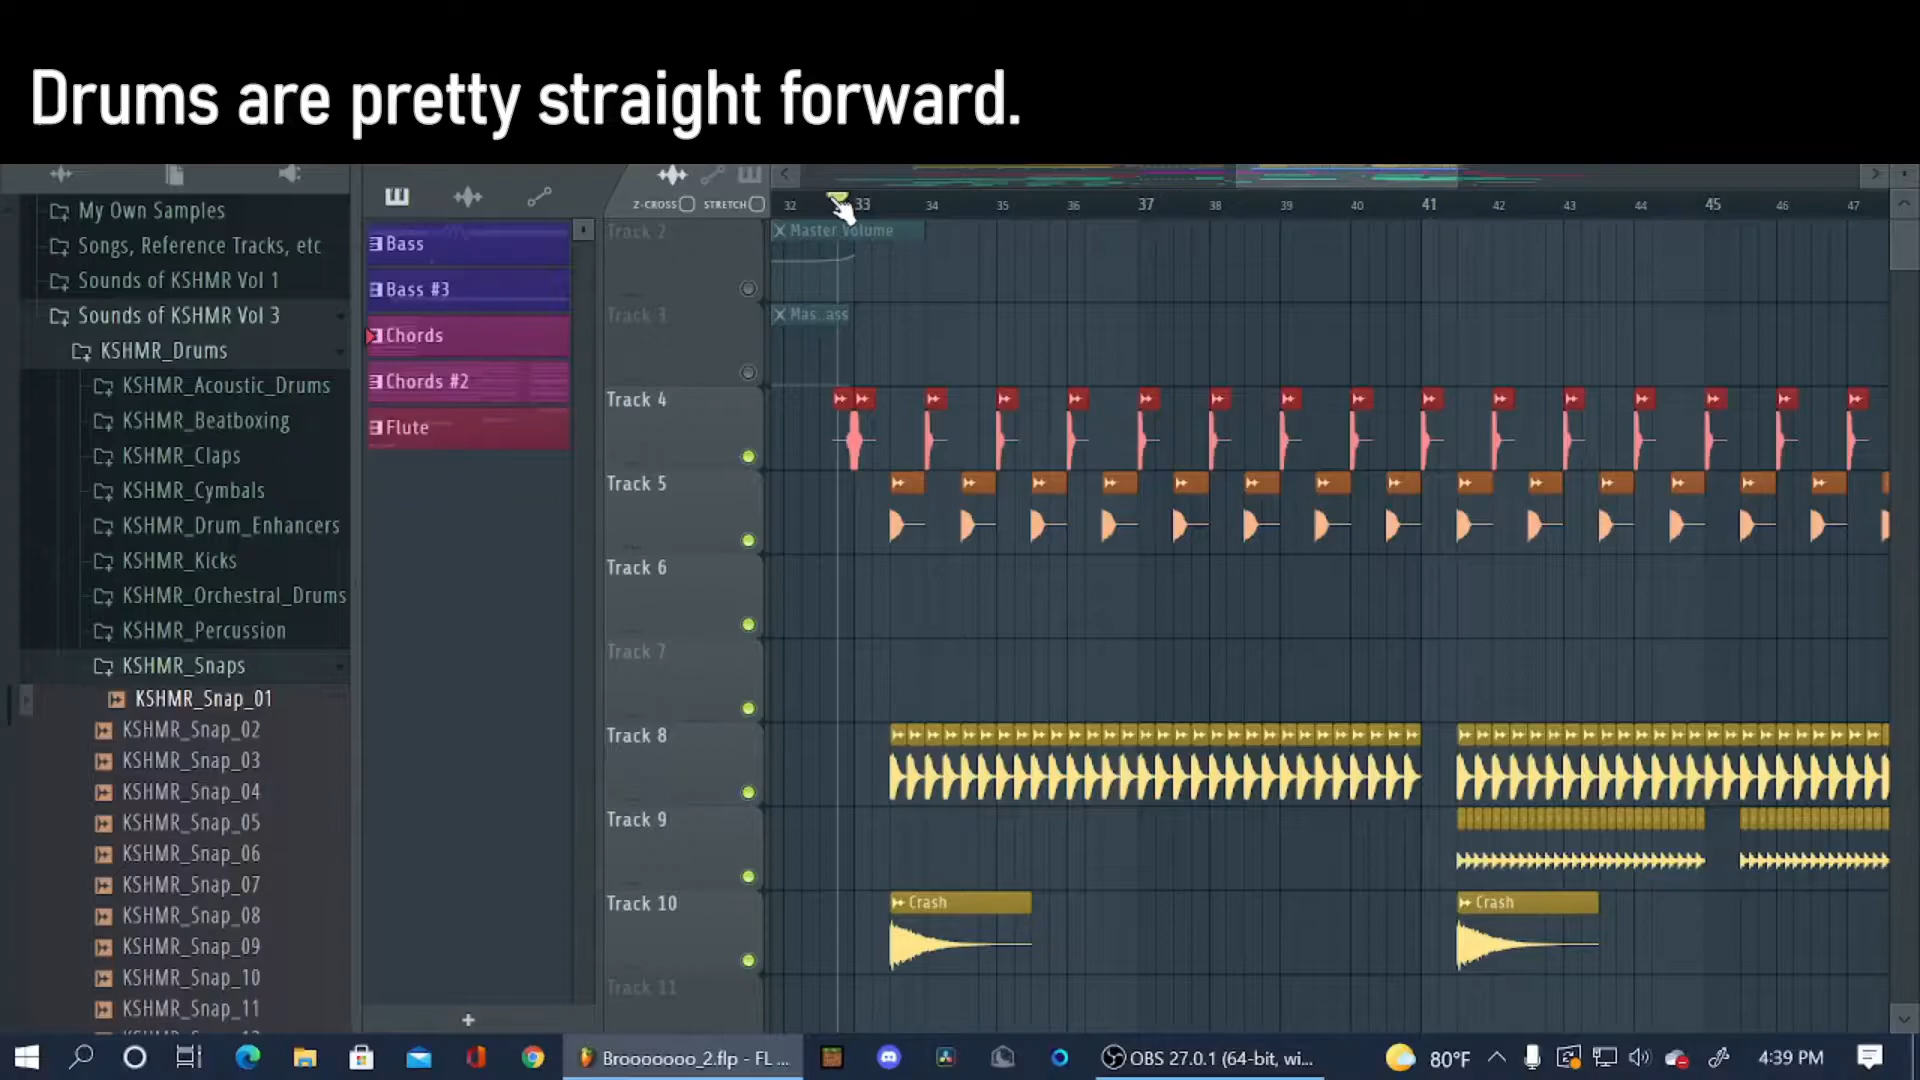 Drums are pretty straight forward.
My Own Samples
Songs, Reference Tracks, etc
Sounds of KSHMR Vol 1
Sounds of KSHMR Vol 3
KSHMR_Drums
KSHMR_Acoustic_Drums
KSHMR_Beatboxing
KSHMR_Claps
KSHMR_Cymbals
KSHMR_Drum_Enhancers
KSHMR_Kicks
KSHMR_Orchestral_Drums
KSHMR_Percussion
KSHMR_Snaps
KSHMR_Snap_01
KSHMR_Snap_02
KSHMR_Snap_03
KSHMR_Snap_04
KSHMR_Snap_05
KSHMR_Snap_06
KSHMR_Snap_07
KSHMR_Snap_08
KSHMR_Snap_09
KSHMR_Snap_10
KSHMR_Snap_11
Bass
Bass #3
Chords
Chords #2
Flute
+
Z-CROSS STRETCH
32 33 34 35 36 37 38 39 40 41 42 43 44 45 46 47
Track 2
Master Volume
Track 3
Mas..ass
Track 4
Track 5
Track 6
Track 7
Track 8
Track 9
Track 10
Crash
Crash
Track 11
Brooooooo_2.flp - FL ...
OBS 27.0.1 (64-bit, wi...
80°F
4:39 PM